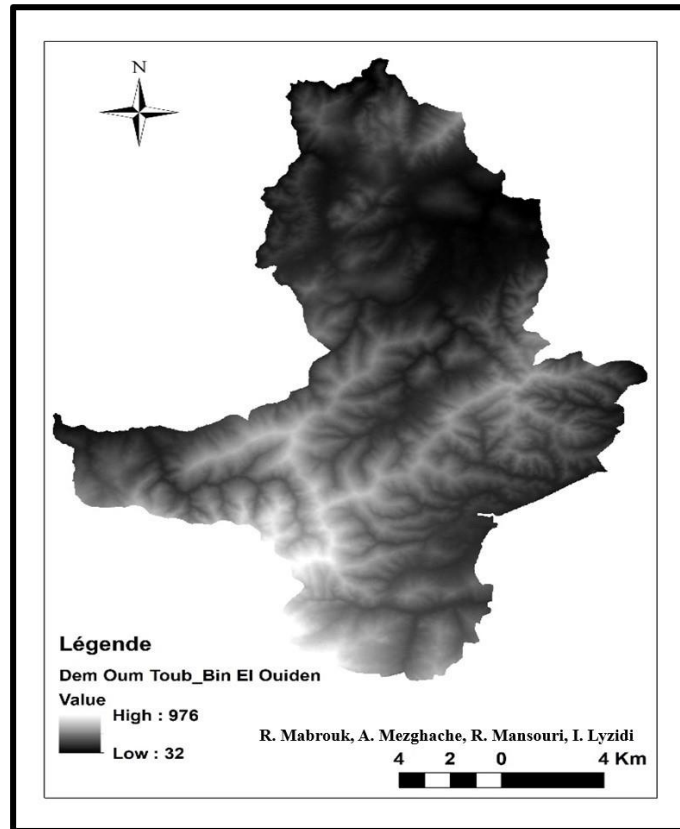 N
Légende
Dem Oum Toub_Bin El Ouiden
Value
High : 976
Low : 32
R. Mabrouk, A. Mezghache, R. Mansouri, I. Lyzidi
4 2 0 4 Km